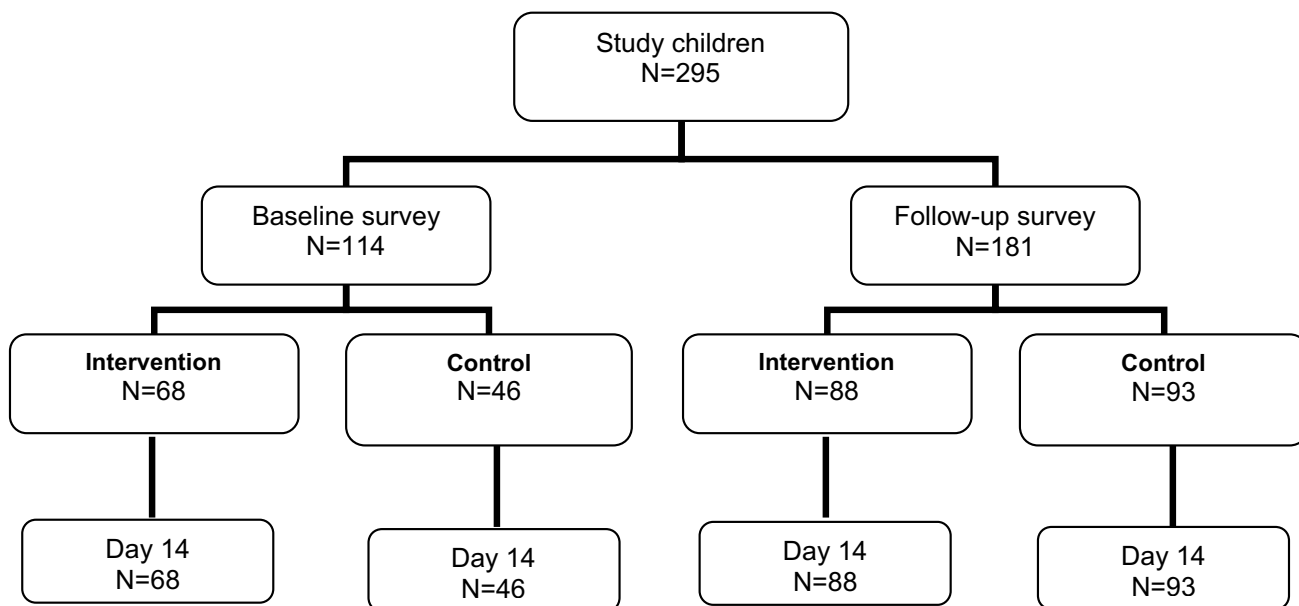 Study children
N=295
Baseline survey
N=114
Follow-up survey
N=181
Intervention
N=68
Control
N=46
Intervention
N=88
Control
N=93
Day 14
N=68
Day 14
N=46
Day 14
N=88
Day 14
N=93